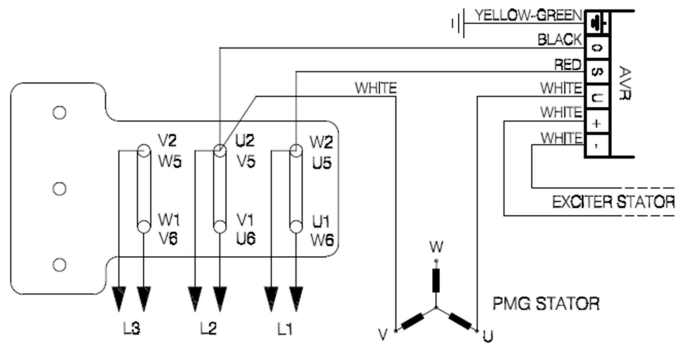 YELLOW-GREEN
BLACK
0
RED
S
WHITE
WHITE
U
AVR
WHITE
+
WHITE
-
V2
U2
W2
W5
V5
U5
EXCITER STATOR
W1
V1
U1
V6
U6
W6
W
PMG STATOR
L3
L2
L1
V
U